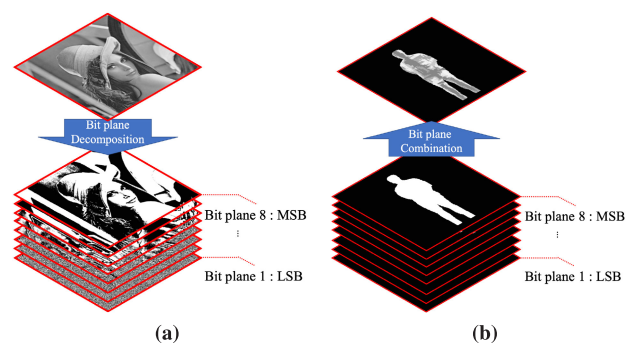 Bit plane
Decomposition
Bit plane 8 : MSB
...
Bit plane 1 : LSB
(a)
Bit plane
Combination
Bit plane 8 : MSB
...
Bit plane 1 : LSB
(b)